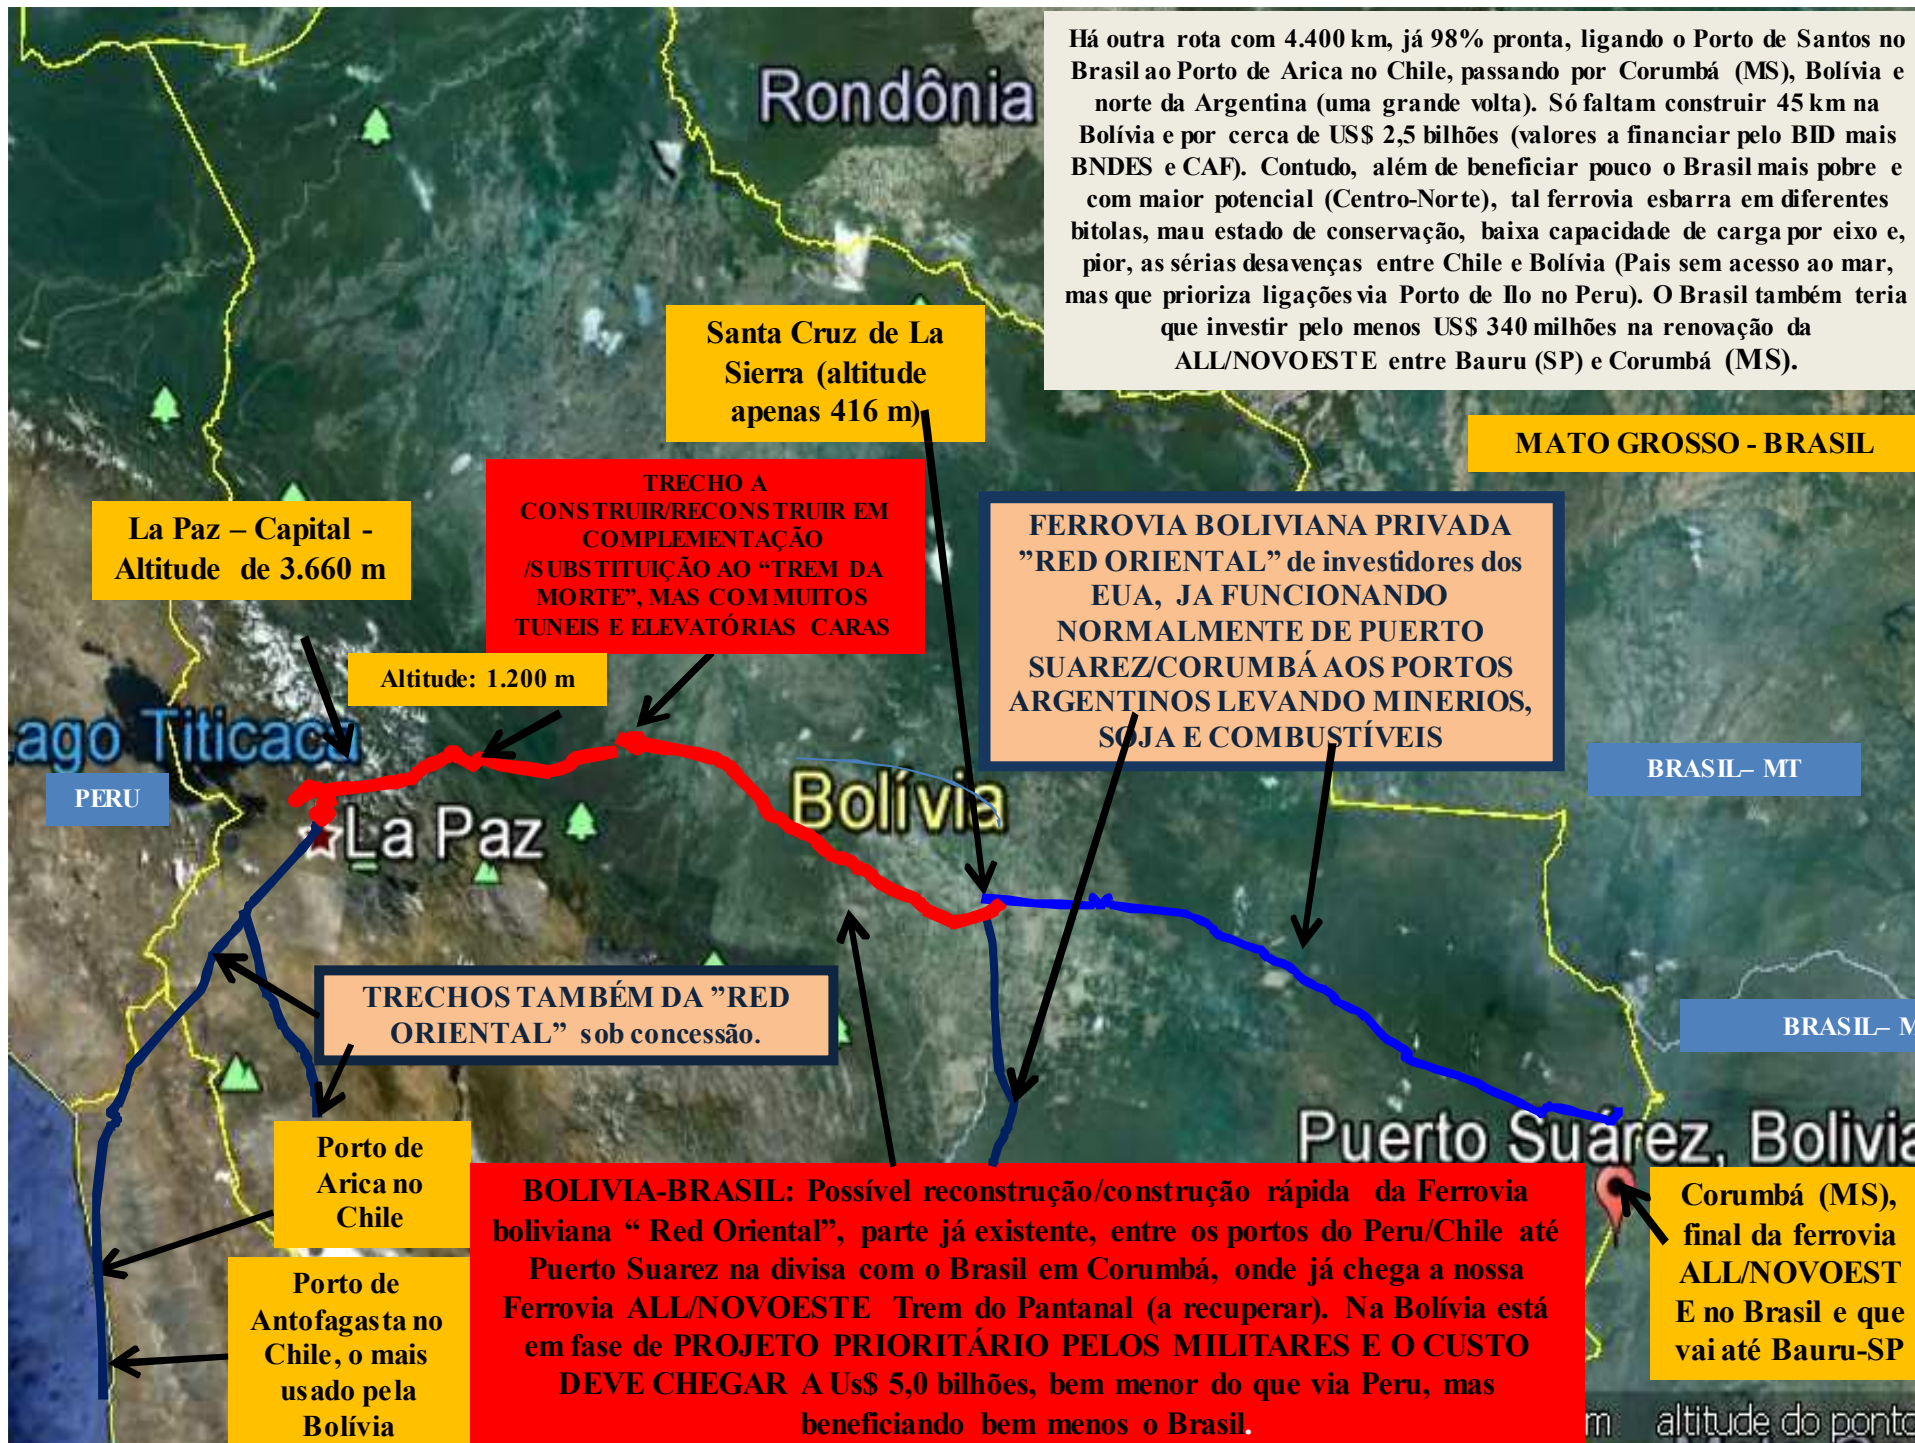 Há outra rota com 4.400 km, já 98% pronta, ligando o Porto de Santos no
Brasil ao Porto de Arica no Chile, passando por Corumbá (MS), Bolívia e
norte da Argentina (uma grande volta). Só faltam construir 45 km na
Bolívia e por cerca de US$ 2,5 bilhões (valores a financiar pelo BID mais
BNDES e CAF). Contudo, além de beneficiar pouco o Brasil mais pobre e
com maior potencial (Centro-Norte), tal ferrovia esbarra em diferentes
bitolas, mau estado de conservação, baixa capacidade de carga por eixo e,
pior, as sérias desavenças entre Chile e Bolívia (Pais sem acesso ao mar,
mas que prioriza ligações via Porto de Ilo no Peru). O Brasil também teria
que investir pelo menos US$ 340 milhões na renovação da
ALL/NOVOESTE entre Bauru (SP) e Corumbá (MS).
Rondônia
Santa Cruz de La
Sierra (altitude
apenas 416 m)
MATO GROSSO - BRASIL
TRECHO A
CONSTRUIR/RECONSTRUIR EM
COMPLEMENTAÇÃO
/SUBSTITUIÇÃO AO “TREM DA
MORTE”, MAS COM MUITOS
TUNEIS E ELEVATÓRIAS CARAS
La Paz – Capital -
Altitude de 3.660 m
FERROVIA BOLIVIANA PRIVADA
”RED ORIENTAL” de investidores dos
EUA, JA FUNCIONANDO
NORMALMENTE DE PUERTO
SUAREZ/CORUMBÁ AOS PORTOS
ARGENTINOS LEVANDO MINERIOS,
SOJA E COMBUSTÍVEIS
Altitude: 1.200 m
ago Titicaca
PERU
BRASIL– MT
Bolívia
La Paz
TRECHOS TAMBÉM DA ”RED
ORIENTAL” sob concessão.
BRASIL– M
Puerto Suárez, Bolivia
Porto de
Arica no
Chile
Porto de
Antofagasta no
Chile, o mais
usado pela
Bolívia
BOLIVIA-BRASIL: Possível reconstrução/construção rápida da Ferrovia
boliviana “ Red Oriental”, parte já existente, entre os portos do Peru/Chile até
Puerto Suarez na divisa com o Brasil em Corumbá, onde já chega a nossa
Ferrovia ALL/NOVOESTE Trem do Pantanal (a recuperar). Na Bolívia está
em fase de PROJETO PRIORITÁRIO PELOS MILITARES E O CUSTO
DEVE CHEGAR A Us$ 5,0 bilhões, bem menor do que via Peru, mas
beneficiando bem menos o Brasil.
Corumbá (MS),
final da ferrovia
ALL/NOVOEST
E no Brasil e que
vai até Bauru-SP
m altitude do ponto